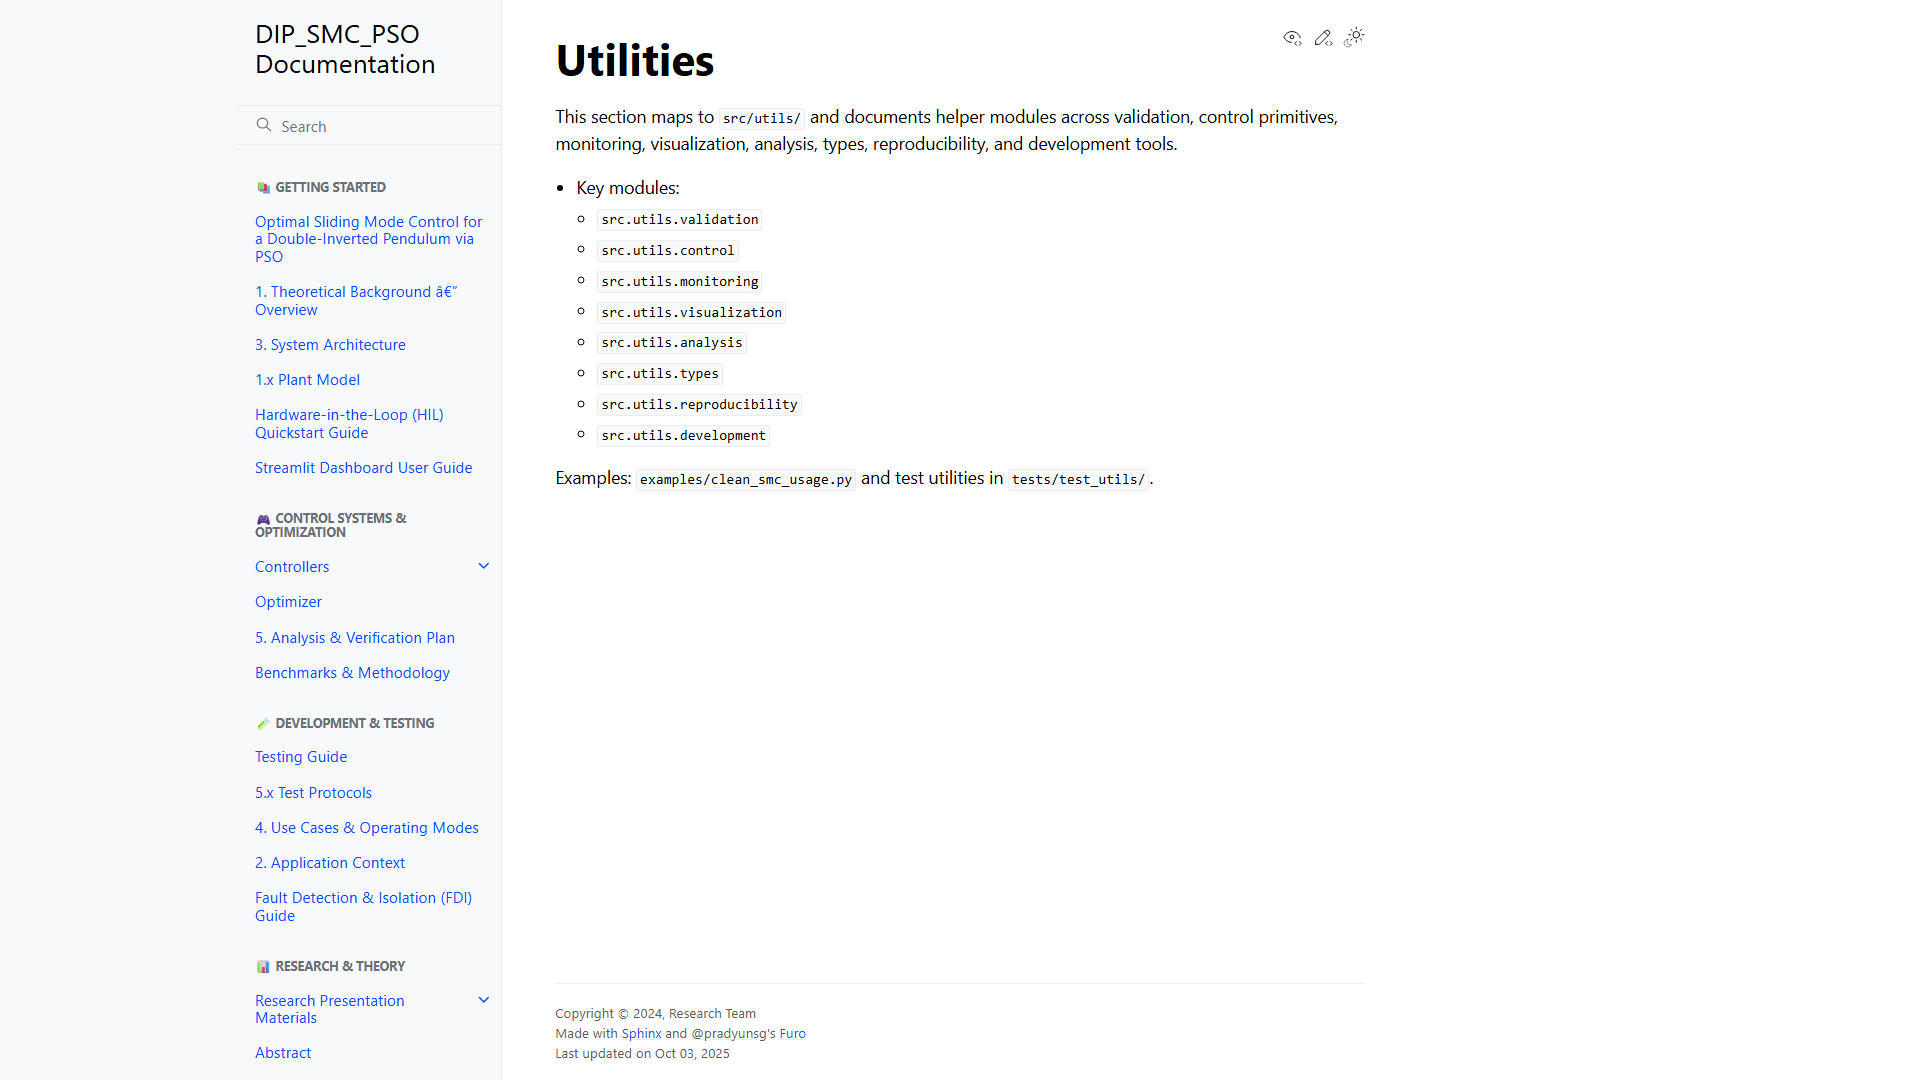 DIP_SMC_PSO
Documentation
Search
GETTING STARTED
Optimal Sliding Mode Control for
a Double-Inverted Pendulum via
PSO
1. Theoretical Background â€”
Overview
3. System Architecture
1.x Plant Model
Hardware-in-the-Loop (HIL)
Quickstart Guide
Streamlit Dashboard User Guide
CONTROL SYSTEMS &
OPTIMIZATION
Controllers
Optimizer
5. Analysis & Verification Plan
Benchmarks & Methodology
DEVELOPMENT & TESTING
Testing Guide
5.x Test Protocols
4. Use Cases & Operating Modes
2. Application Context
Fault Detection & Isolation (FDI)
Guide
RESEARCH & THEORY
Research Presentation
Materials
Abstract
Utilities
This section maps to src/utils/ and documents helper modules across validation, control primitives,
monitoring, visualization, analysis, types, reproducibility, and development tools.
• Key modules:
◦ src.utils.validation
◦ src.utils.control
◦ src.utils.monitoring
◦ src.utils.visualization
◦ src.utils.analysis
◦ src.utils.types
◦ src.utils.reproducibility
◦ src.utils.development
Examples: examples/clean_smc_usage.py and test utilities in tests/test_utils/.
Copyright © 2024, Research Team
Made with Sphinx and @pradyunsg's Furo
Last updated on Oct 03, 2025